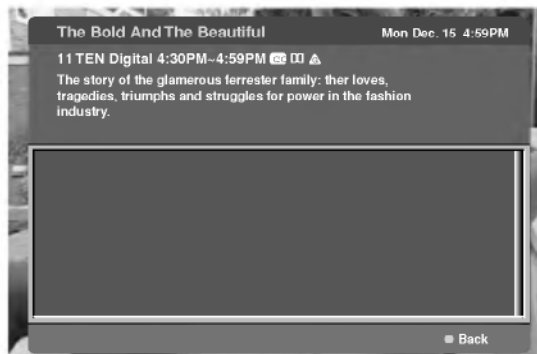 The Bold And The Beautiful Mon Dec. 15 4:59PM
11 TEN Digital 4:30PM~4:59PM CC
The story of the glamerous ferrester family: ther loves,
tragedies, triumphs and struggles for power in the fashion
industry.
Back